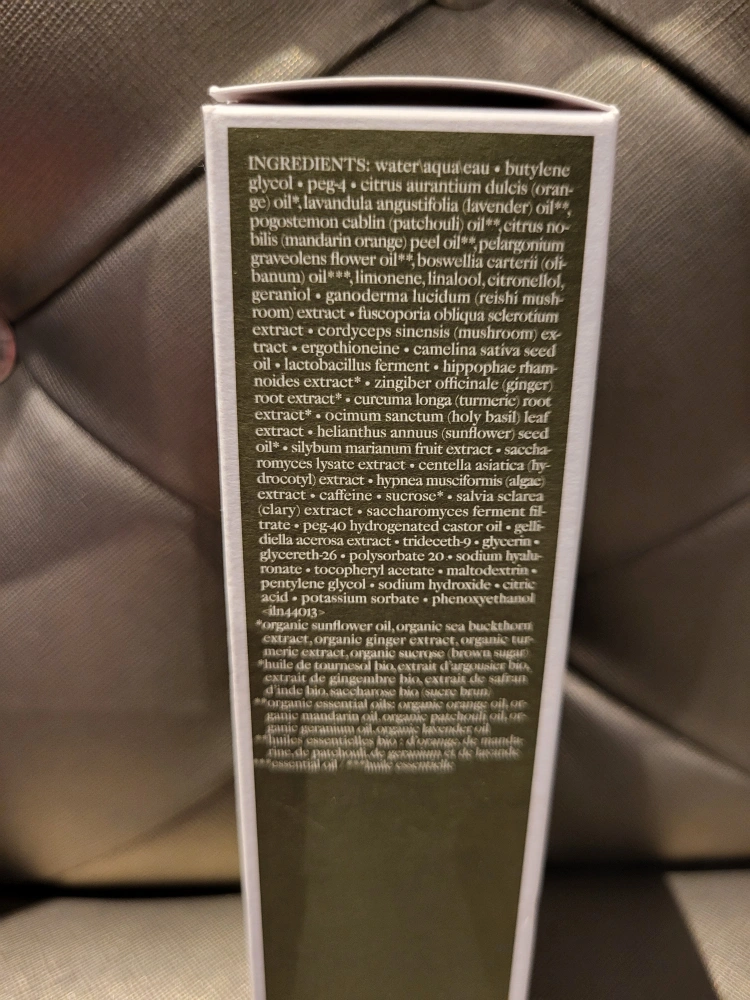 INGREDIENTS: water\aqua\eau • butylene
glycol • peg-4 • citrus aurantium dulcis (oran-
ge) oil*, lavandula angustifolia (lavender) oil**,
pogostemon cablin (patchouli) oil**, citrus no-
bilis (mandarin orange) peel oil**, pelargonium
graveolens flower oil**, boswellia carterii (oli-
banum) oil***, limonene, linalool, citronellol,
geraniol • ganoderma lucidum (reishi mush-
room) extract • fuscoporia obliqua sclerotium
extract • cordyceps sinensis (mushroom) ex-
tract • ergothioneine • camelina sativa seed
oil • lactobacillus ferment • hippophae rham-
noides extract* • zingiber officinale (ginger)
root extract* • curcuma longa (turmeric) root
extract* • ocimum sanctum (holy basil) leaf
extract • helianthus annuus (sunflower) seed
oil* • silybum marianum fruit extract • saccha-
romyces lysate extract • centella asiatica (hy-
drocotyl) extract • hypnea musciformis (algae)
extract • caffeine • sucrose* • salvia sclarea
(clary) extract • saccharomyces ferment fil-
trate • peg-40 hydrogenated castor oil • gelli-
diella acerosa extract • trideceth-9 • glycerin •
glycereth-26 • polysorbate 20 • sodium hyalu-
ronate • tocopheryl acetate • maltodextrin •
pentylene glycol • sodium hydroxide • citric
acid • potassium sorbate • phenoxyethanol
<iln44013>
*organic sunflower oil, organic sea buckthorn
extract, organic ginger extract, organic tur-
meric extract, organic sucrose (brown sugar)
*huile de tournesol bio, extrait d'argousier bio,
extrait de gingembre bio, extrait de safran
d'inde bio, saccharose bio (sucre brun)
**organic essential oils: organic orange oil, or-
ganic mandarin oil, organic patchouli oil, or-
ganic geranium oil, organic lavender oil
**huiles essentielles bio : d'orange, de manda-
rine, de patchouli, de geranium et de lavande
***essential oil / ***huile essentielle